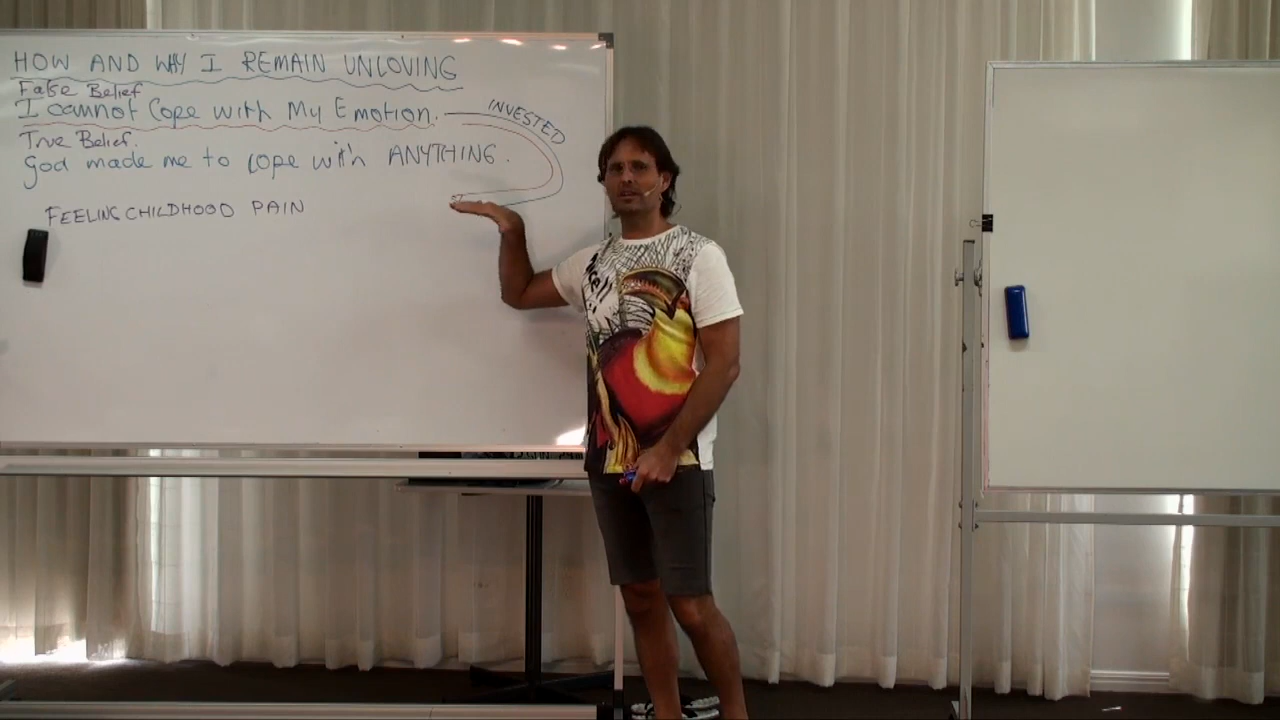 HOW AND WHY I REMAIN UNLOVING
False Belief
I cannot Cope with My Emotion.
INVESTED
True Belief.
God made me to cope with ANYTHING.
FEELING CHILDHOOD PAIN